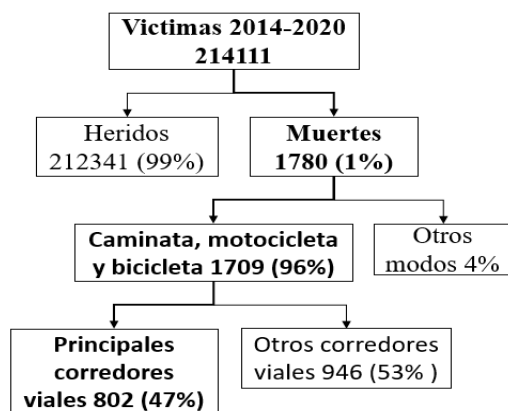 Victimas 2014-2020
214111
Heridos
212341 (99%)
Muertes
1780 (1%)
Caminata, motocicleta
y bicicleta 1709 (96%)
Otros
modos 4%
Principales
corredores
viales 802 (47%)
Otros corredores
viales 946 (53% )